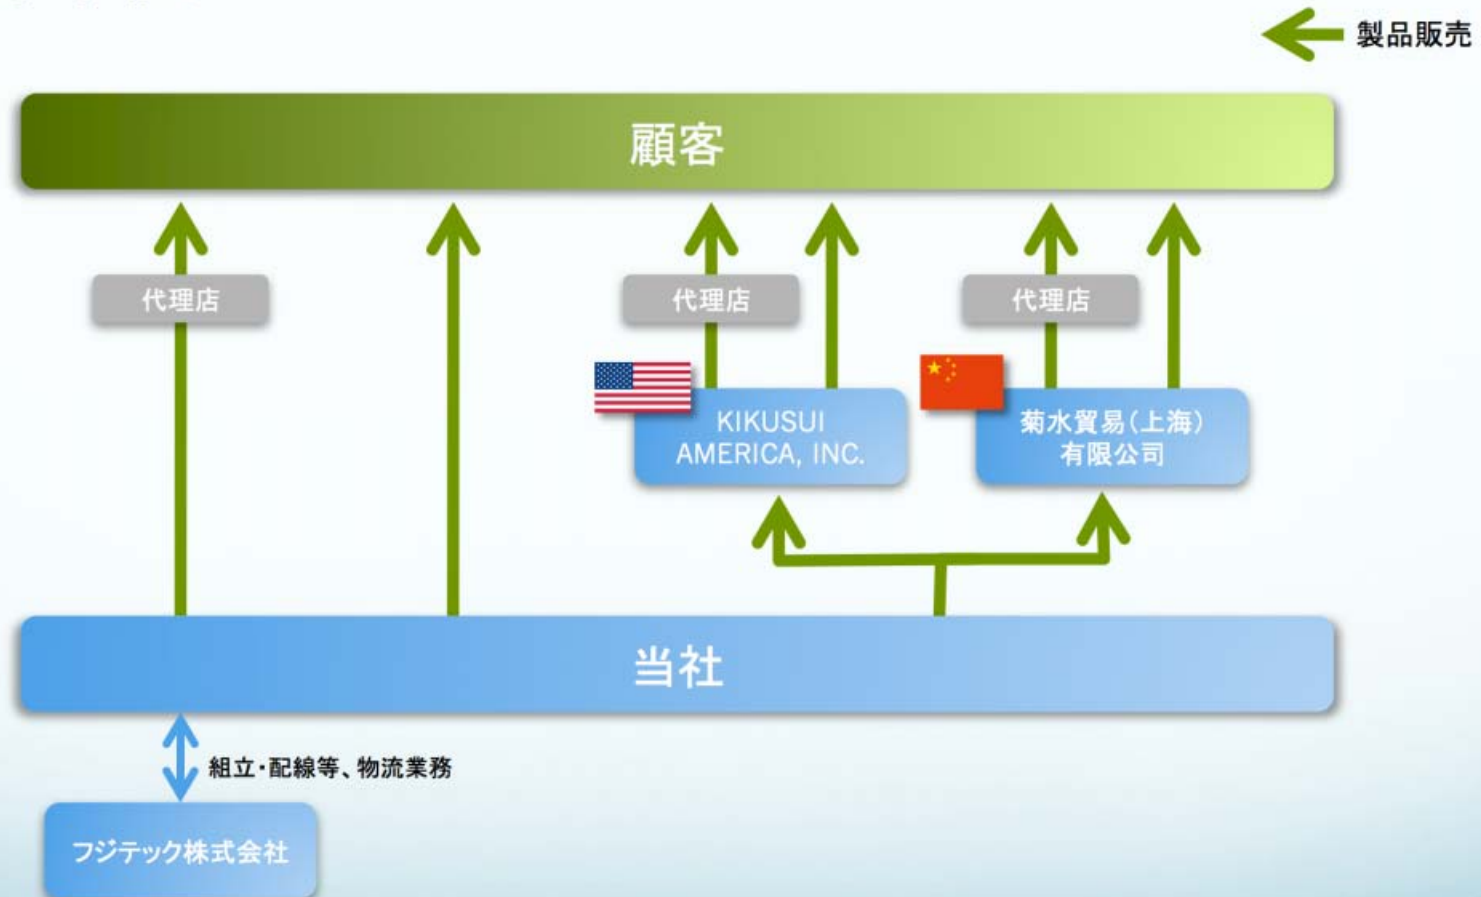 製品販売
顧客
代理店
代理店
代理店
KIKUSUI
AMERICA, INC.
菊水貿易(上海)
有限公司
当社
組立・配線等、物流業務
フジテック株式会社